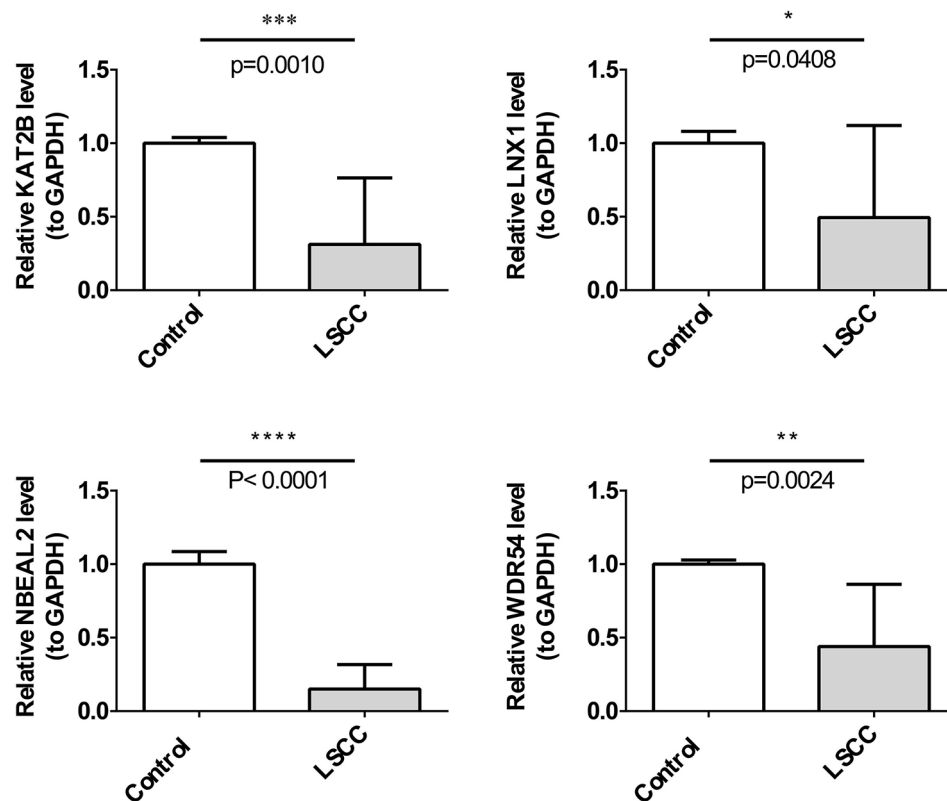 ***
p=0.0010
Relative KAT2B level
(to GAPDH)
1.5
1.0
0.5
0.0
Control
LSCC
*
p=0.0408
Relative LNX1 level
(to GAPDH)
1.5
1.0
0.5
0.0
Control
LSCC
****
P< 0.0001
Relative NBEAL2 level
(to GAPDH)
1.5
1.0
0.5
0.0
Control
LSCC
**
p=0.0024
Relative WDR54 level
(to GAPDH)
1.5
1.0
0.5
0.0
Control
LSCC